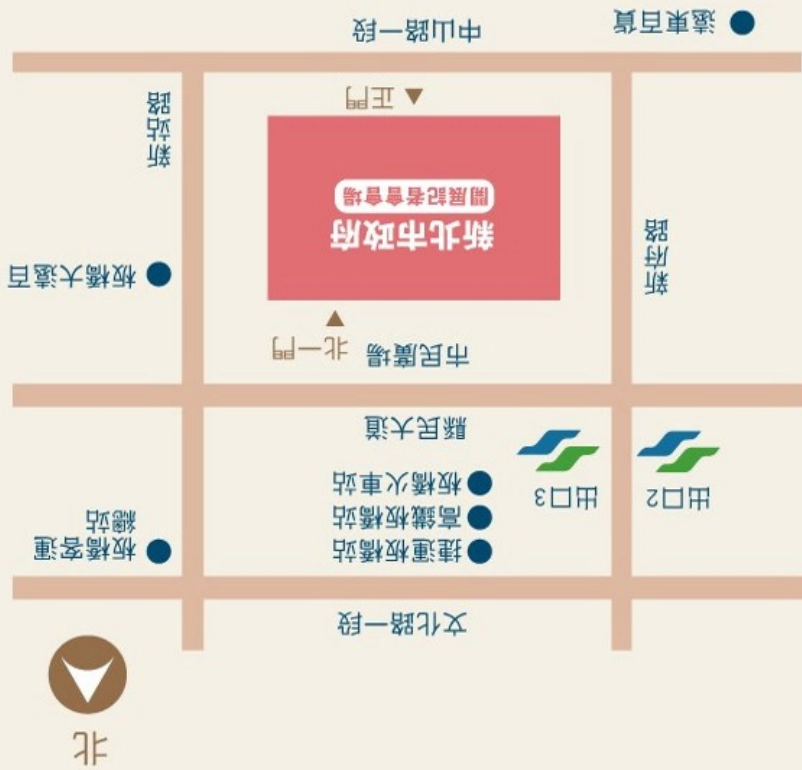 北
文化路一段
捷運板橋站
高鐵板橋站
板橋火車站
板橋客運
總站
出口2
出口3
縣民大道
市民廣場
北一門
新北市政府
開展記者會會場
新府路
板橋大遠百
新站路
正門
中山路一段
遠東百貨